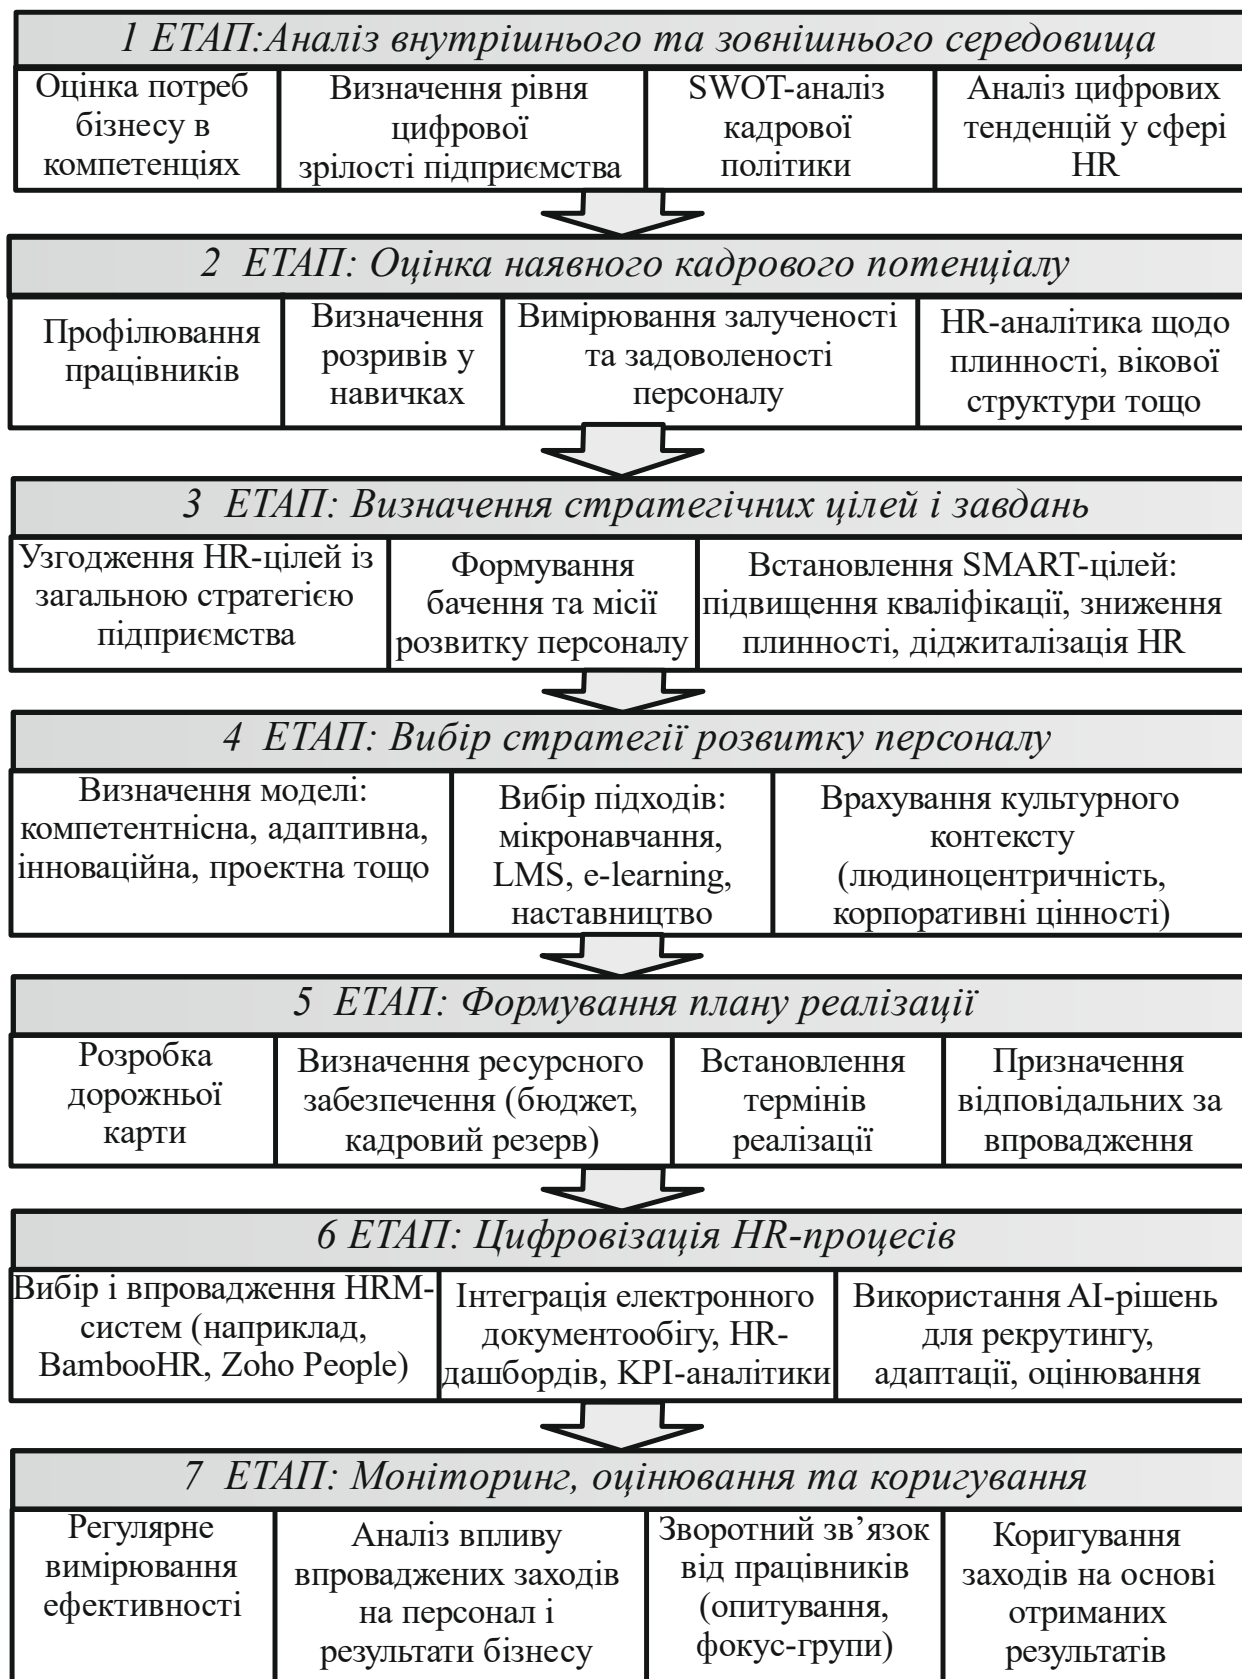 1 ЕТАП:Аналіз внутрішнього та зовнішнього середовища
Оцінка потреб
бізнесу в
компетенціях
Визначення рівня
цифрової
зрілості підприємства
SWOT-аналіз
кадрової
політики
Аналіз цифрових
тенденцій у сфері
HR
2 ЕТАП: Оцінка наявного кадрового потенціалу
Профілювання
працівників
Визначення
розривів у
навичках
Вимірювання залученості
та задоволеності
персоналу
HR-аналітика щодо
плинності, вікової
структури тощо
3 ЕТАП: Визначення стратегічних цілей і завдань
Узгодження HR-цілей із
загальною стратегією
підприємства
Формування
бачення та місії
розвитку персоналу
Встановлення SMART-цілей:
підвищення кваліфікації, зниження
плинності, діджиталізація HR
4 ЕТАП: Вибір стратегії розвитку персоналу
Визначення моделі:
компетентнісна, адаптивна,
інноваційна, проектна тощо
Вибір підходів:
мікронавчання,
LMS, e-learning,
наставництво
Врахування культурного
контексту
(людиноцентричність,
корпоративні цінності)
5 ЕТАП: Формування плану реалізації
Розробка
дорожньої
карти
Визначення ресурсного
забезпечення (бюджет,
кадровий резерв)
Встановлення
термінів
реалізації
Призначення
відповідальних за
впровадження
6 ЕТАП: Цифровізація HR-процесів
Вибір і впровадження HRM-
систем (наприклад,
BambooHR, Zoho People)
Інтеграція електронного
документообігу, HR-
дашбордів, KPI-аналітики
Використання AI-рішень
для рекрутингу,
адаптації, оцінювання
7 ЕТАП: Моніторинг, оцінювання та коригування
Регулярне
вимірювання
ефективності
Аналіз впливу
впроваджених заходів
на персонал і
результати бізнесу
Зворотний зв’язок
від працівників
(опитування,
фокус-групи)
Коригування
заходів на основі
отриманих
результатів